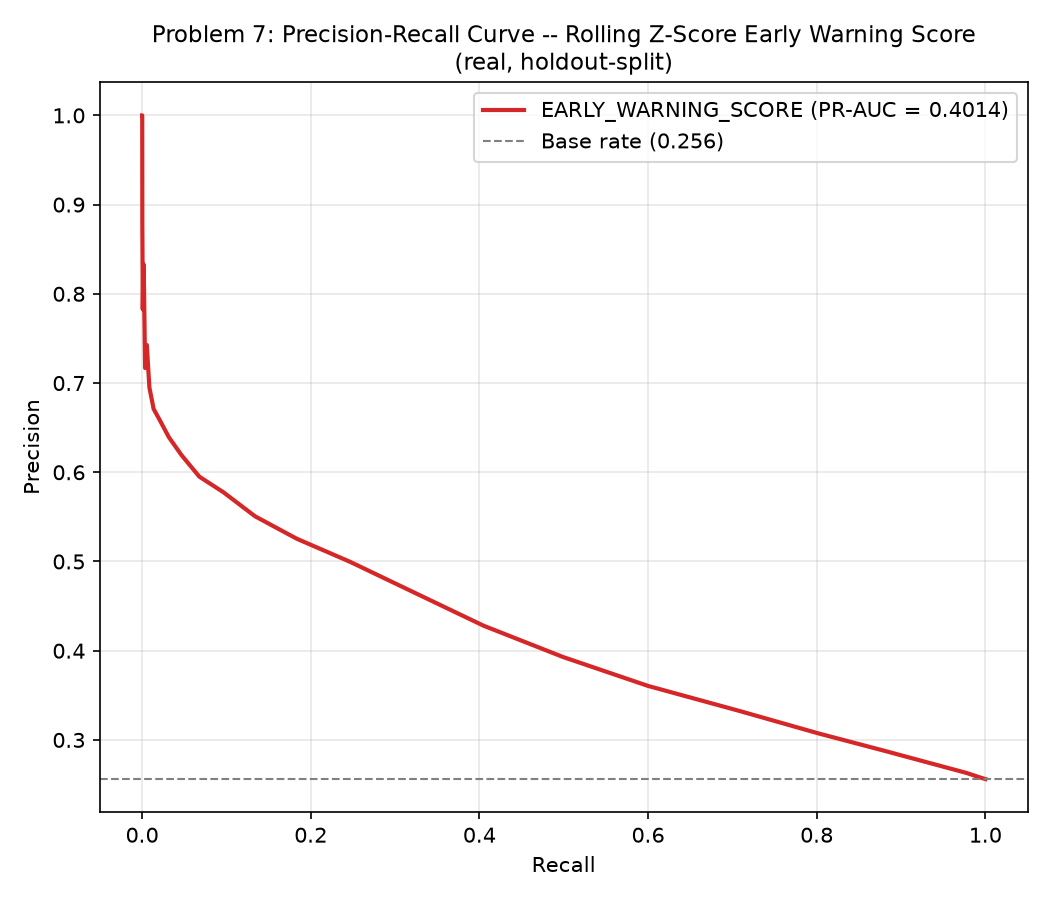 Problem 7: Precision-Recall Curve -- Rolling Z-Score Early Warning Score
(real, holdout-split)
EARLY_WARNING_SCORE (PR-AUC = 0.4014)
Base rate (0.256)
Precision
1.0
0.9
0.8
0.7
0.6
0.5
0.4
0.3
0.0
0.2
0.4
0.6
0.8
1.0
Recall